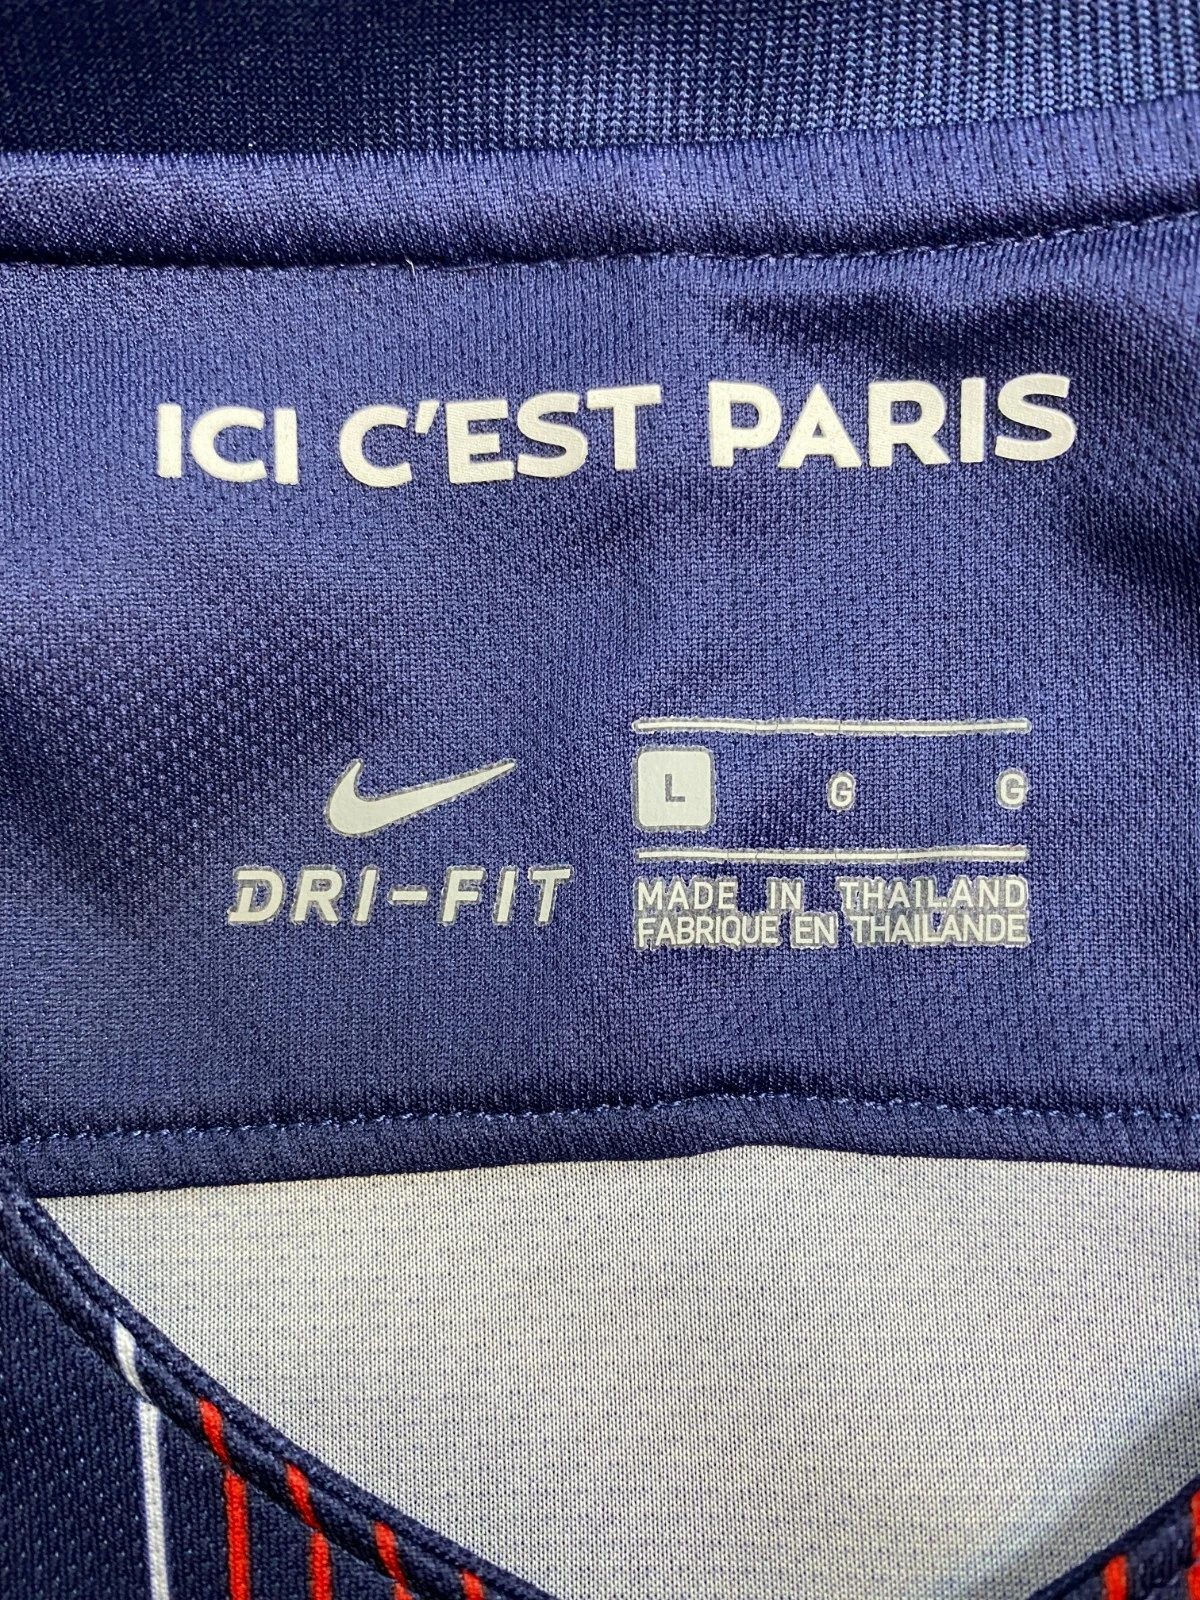 ICI C'EST PARIS
L G G
DRI-FIT
MADE IN THAILAND
FABRIQUE EN THAILANDE